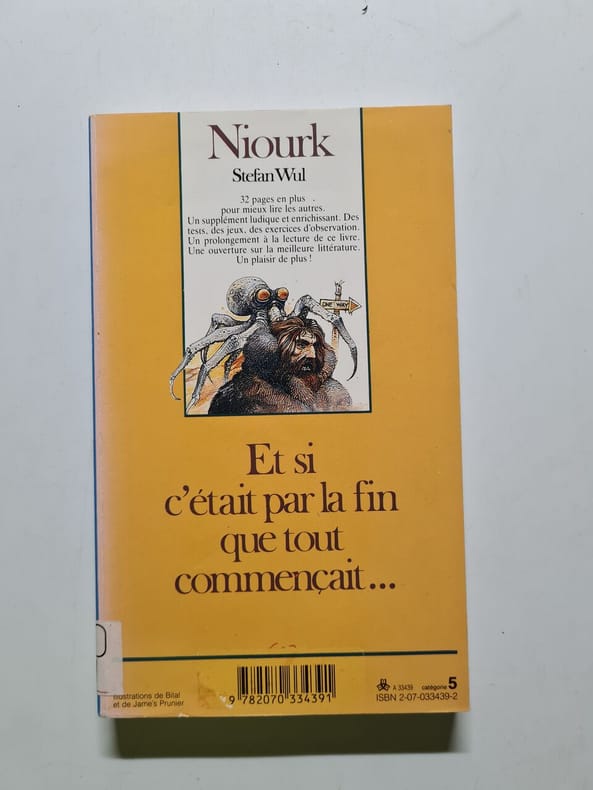 Niourk
Stefan Wul
32 pages en plus
pour mieux lire les autres.
Un supplément ludique et enrichissant. Des
tests, des jeux, des exercices d'observation.
Un prolongement à la lecture de ce livre.
Une ouverture sur la meilleure littérature.
Un plaisir de plus !
ONE WAY
Et si
c'était par la fin
que tout
commençait...
Illustrations de Bilal
et de Jame's Prunier
9 782070 334391
A 33439 catégorie 5
ISBN 2-07-033439-2